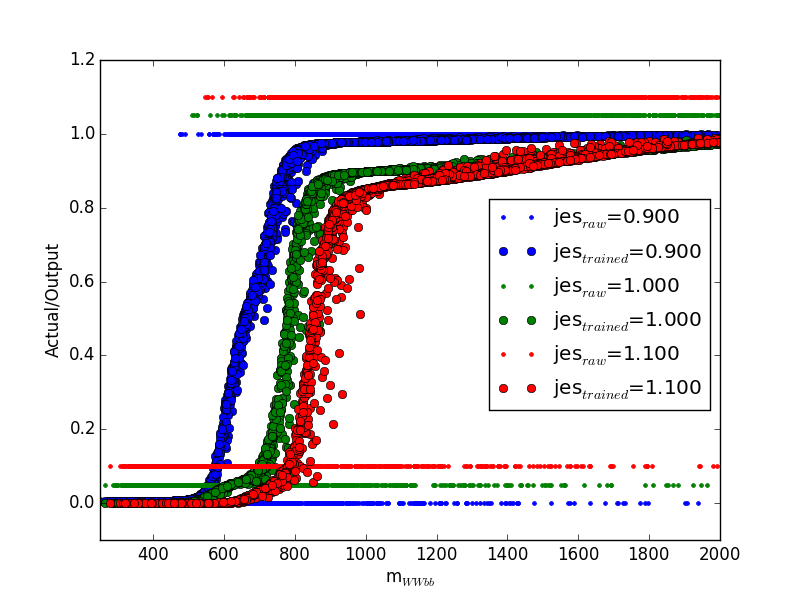 1.2
1.0
0.8
0.6
0.4
0.2
0.0
Actual/Output
jes_raw=0.900
jes_trained=0.900
jes_raw=1.000
jes_trained=1.000
jes_raw=1.100
jes_trained=1.100
400 600 800 1000 1200 1400 1600 1800 2000
m_WWbb